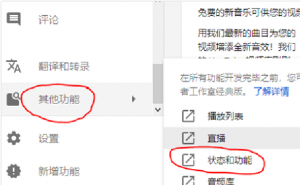 评论
翻译和转录
其他功能
设置
新增功能
免费的新音乐可供您的视
用我们最新的曲目为您的
视频增添全新音效！我们
在所有功能开发完毕之前，您可
者工作室经典版。了解详情
播放列表
直播
状态和功能
音频库